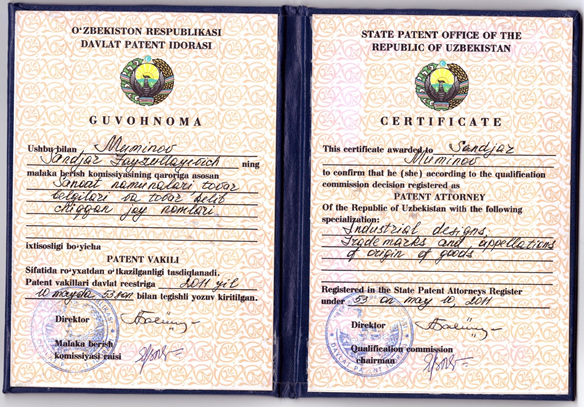 O‘ZBEKISTON RESPUBLIKASI
DAVLAT PATENT IDORASI
GUVOHNOMA
Ushbu bilan Muminov
Sandjar Fayzullayevich ning
malaka berish komissiyasining qaroriga asosan
Sanoat namunalari tovar
belgilari va tovar kelib
chiqqan joy nomlari
ixtisosligi bo‘yicha
PATENT VAKILI
Sifatida ro‘yxatdan o‘tkazilganligi tasdiqlanadi.
Patent vakillari davlat reestriga 2011 yil
10 mayda 53 son bilan tegishli yozuv kiritilgan.
Direktor
Malaka berish
komissiyasi raisi
STATE PATENT OFFICE OF THE
REPUBLIC OF UZBEKISTAN
CERTIFICATE
This certificate awarded to Sandjar
Muminov
to confirm that he (she) according to the qualification
commission decision registered as
PATENT ATTORNEY
Of the Republic of Uzbekistan with the following
specialization:
Industrial designs,
Trademarks and appellations
of origin of goods
Registered in the State Patent Attorneys Register
under 53 on may 10, 2011
Direktor
Qualification commission
chairman
DAVLAT PATENT